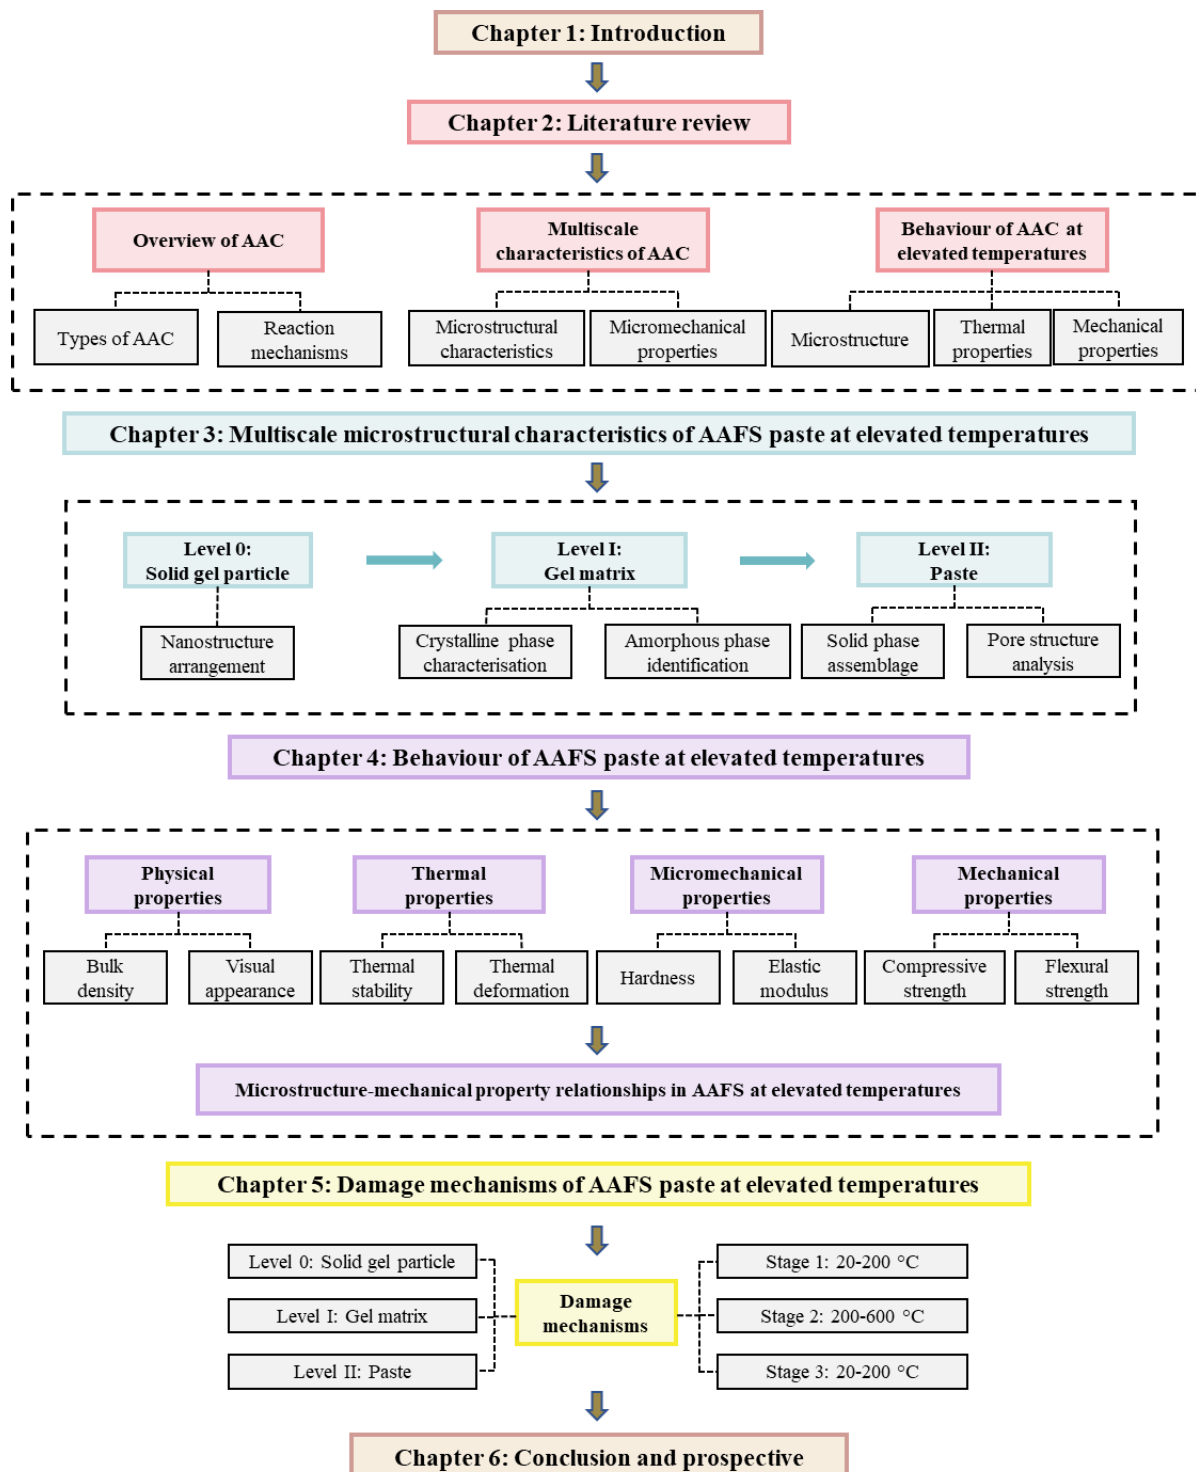 Chapter 1: Introduction
Chapter 2: Literature review
Overview of AAC
Types of AAC
Reaction
mechanisms
Multiscale
characteristics of AAC
Microstructural
characteristics
Micromechanical
properties
Behaviour of AAC at
elevated temperatures
Microstructure
Thermal
properties
Mechanical
properties
Chapter 3: Multiscale microstructural characteristics of AAFS paste at elevated temperatures
Level 0:
Solid gel particle
Nanostructure
arrangement
Level I:
Gel matrix
Crystalline phase
characterisation
Amorphous phase
identification
Level II:
Paste
Solid phase
assemblage
Pore structure
analysis
Chapter 4: Behaviour of AAFS paste at elevated temperatures
Physical
properties
Bulk
density
Visual
appearance
Thermal
properties
Thermal
stability
Thermal
deformation
Micromechanical
properties
Hardness
Elastic
modulus
Mechanical
properties
Compressive
strength
Flexural
strength
Microstructure-mechanical property relationships in AAFS at elevated temperatures
Chapter 5: Damage mechanisms of AAFS paste at elevated temperatures
Level 0: Solid gel particle
Level I: Gel matrix
Level II: Paste
Damage
mechanisms
Stage 1: 20-200 °C
Stage 2: 200-600 °C
Stage 3: 20-200 °C
Chapter 6: Conclusion and prospective